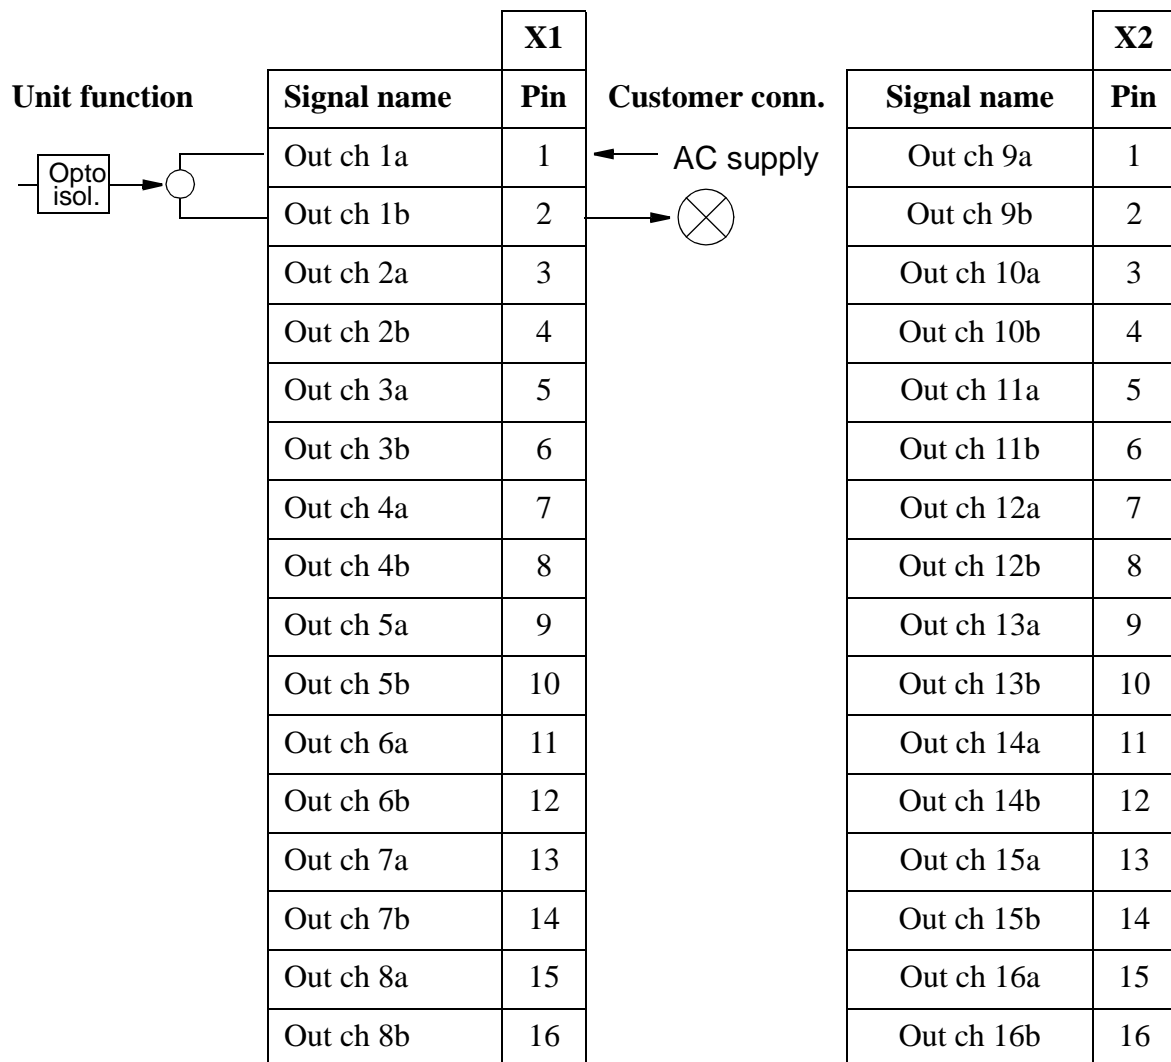 X1 X2
Unit function Signal name Pin Customer conn. Signal name Pin
Opto
isol.
Out ch 1a 1 AC supply Out ch 9a 1
Out ch 1b 2 Out ch 9b 2
Out ch 2a 3 Out ch 10a 3
Out ch 2b 4 Out ch 10b 4
Out ch 3a 5 Out ch 11a 5
Out ch 3b 6 Out ch 11b 6
Out ch 4a 7 Out ch 12a 7
Out ch 4b 8 Out ch 12b 8
Out ch 5a 9 Out ch 13a 9
Out ch 5b 10 Out ch 13b 10
Out ch 6a 11 Out ch 14a 11
Out ch 6b 12 Out ch 14b 12
Out ch 7a 13 Out ch 15a 13
Out ch 7b 14 Out ch 15b 14
Out ch 8a 15 Out ch 16a 15
Out ch 8b 16 Out ch 16b 16